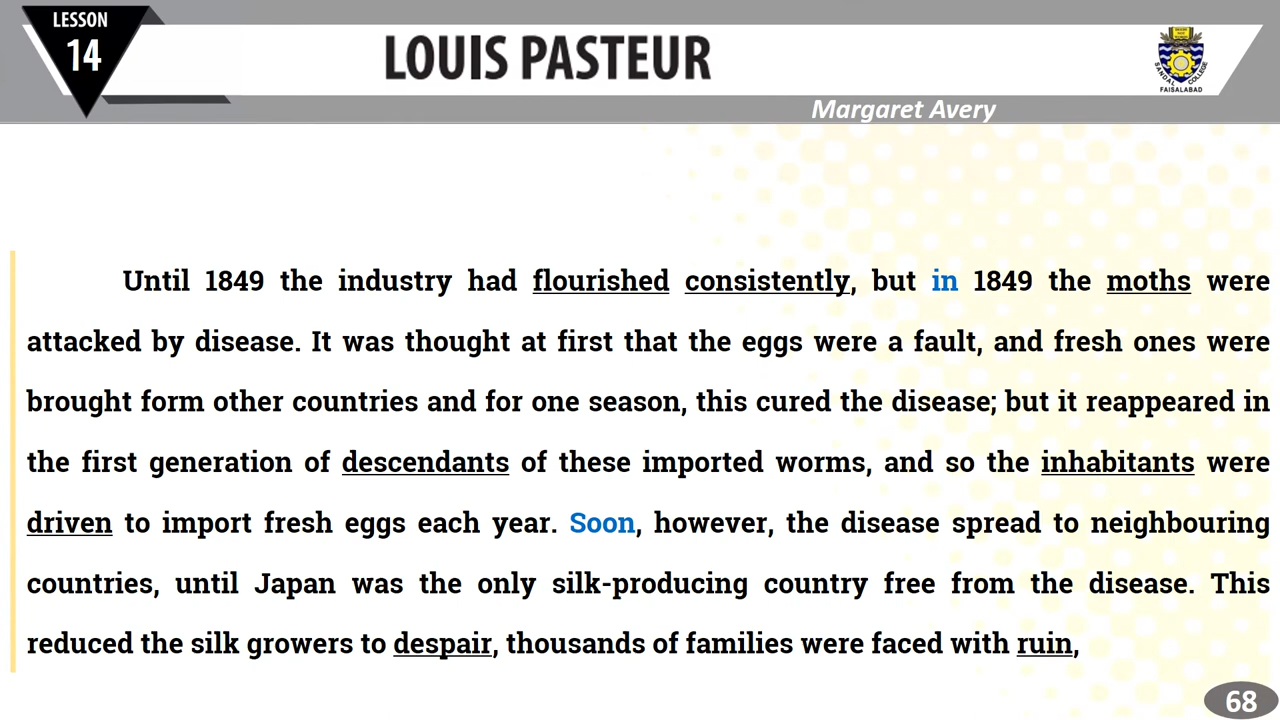 LESSON
14
LOUIS PASTEUR
SANDAL COLLEGE
FAISALABAD
Margaret Avery
Until 1849 the industry had flourished consistently, but in 1849 the moths were
attacked by disease. It was thought at first that the eggs were a fault, and fresh ones were
brought form other countries and for one season, this cured the disease; but it reappeared in
the first generation of descendants of these imported worms, and so the inhabitants were
driven to import fresh eggs each year. Soon, however, the disease spread to neighbouring
countries, until Japan was the only silk-producing country free from the disease. This
reduced the silk growers to despair, thousands of families were faced with ruin,
68